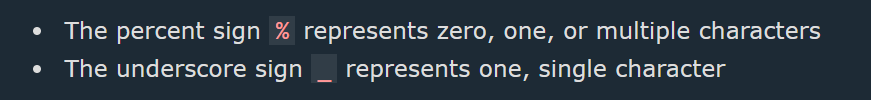 • The percent sign % represents zero, one, or multiple characters
• The underscore sign _ represents one, single character